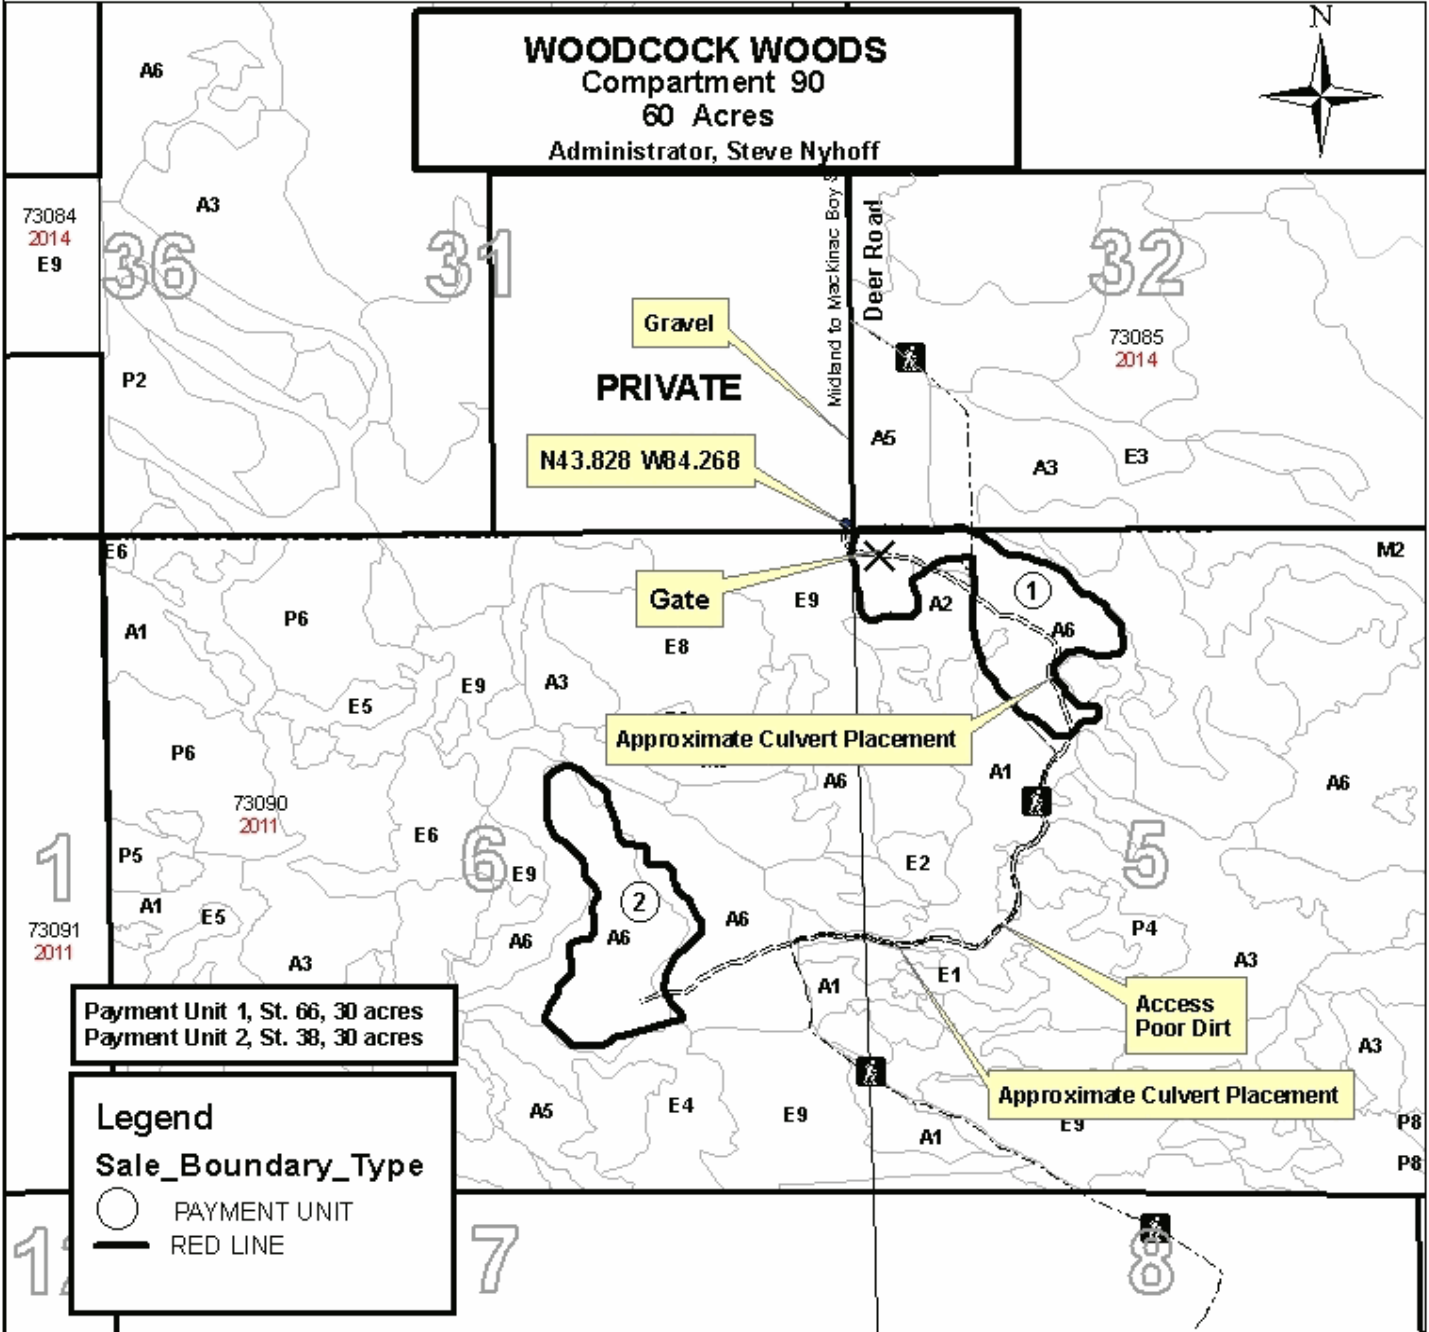 WOODCOCK WOODS
Compartment 90
60 Acres
Administrator, Steve Nyhoff
N
A6
A3
73084
2014
E9
36
31
32
Midland to Mackinac Boy
Deer Road
Gravel
73085
2014
PRIVATE
P2
A5
N43.828 W84.268
A3
E3
E6
M2
Gate
E9
A2
1
A1
P6
A6
E8
E9
A3
E5
Approximate Culvert Placement
P6
A1
A6
A6
73090
2011
E6
1
P5
6
E9
E2
5
A1
E5
2
A6
A6
A6
P4
73091
2011
A3
A3
A1
E1
Access
Poor Dirt
Payment Unit 1, St. 66, 30 acres
Payment Unit 2, St. 38, 30 acres
A3
Approximate Culvert Placement
Legend
A5
E4
E9
A1
E9
P8
P8
Sale_Boundary_Type
PAYMENT UNIT
RED LINE
7
8